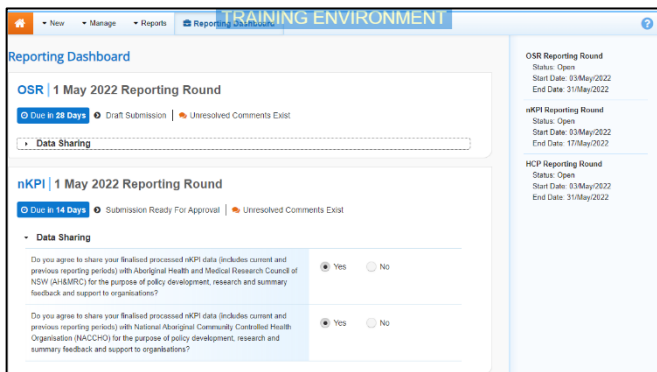 TRAINING ENVIRONMENT
New Manage Reports Reporting Dashboard
Reporting Dashboard
OSR | 1 May 2022 Reporting Round
Due in 28 Days Draft Submission | Unresolved Comments Exist
Data Sharing
nKPI | 1 May 2022 Reporting Round
Due in 14 Days Submission Ready For Approval | Unresolved Comments Exist
Data Sharing
Do you agree to share your finalised processed nKPI data (includes current and
previous reporting periods) with Aboriginal Health and Medical Research Council of
NSW (AH&MRC) for the purpose of policy development, research and summary
feedback and support to organisations?
Yes No
Do you agree to share your finalised processed nKPI data (includes current and
previous reporting periods) with National Aboriginal Community Controlled Health
Organisation (NACCHO) for the purpose of policy development, research and
summary feedback and support to organisations?
Yes No
OSR Reporting Round
Status: Open
Start Date: 03/May/2022
End Date: 31/May/2022
nKPI Reporting Round
Status: Open
Start Date: 03/May/2022
End Date: 17/May/2022
HCP Reporting Round
Status: Open
Start Date: 03/May/2022
End Date: 31/May/2022